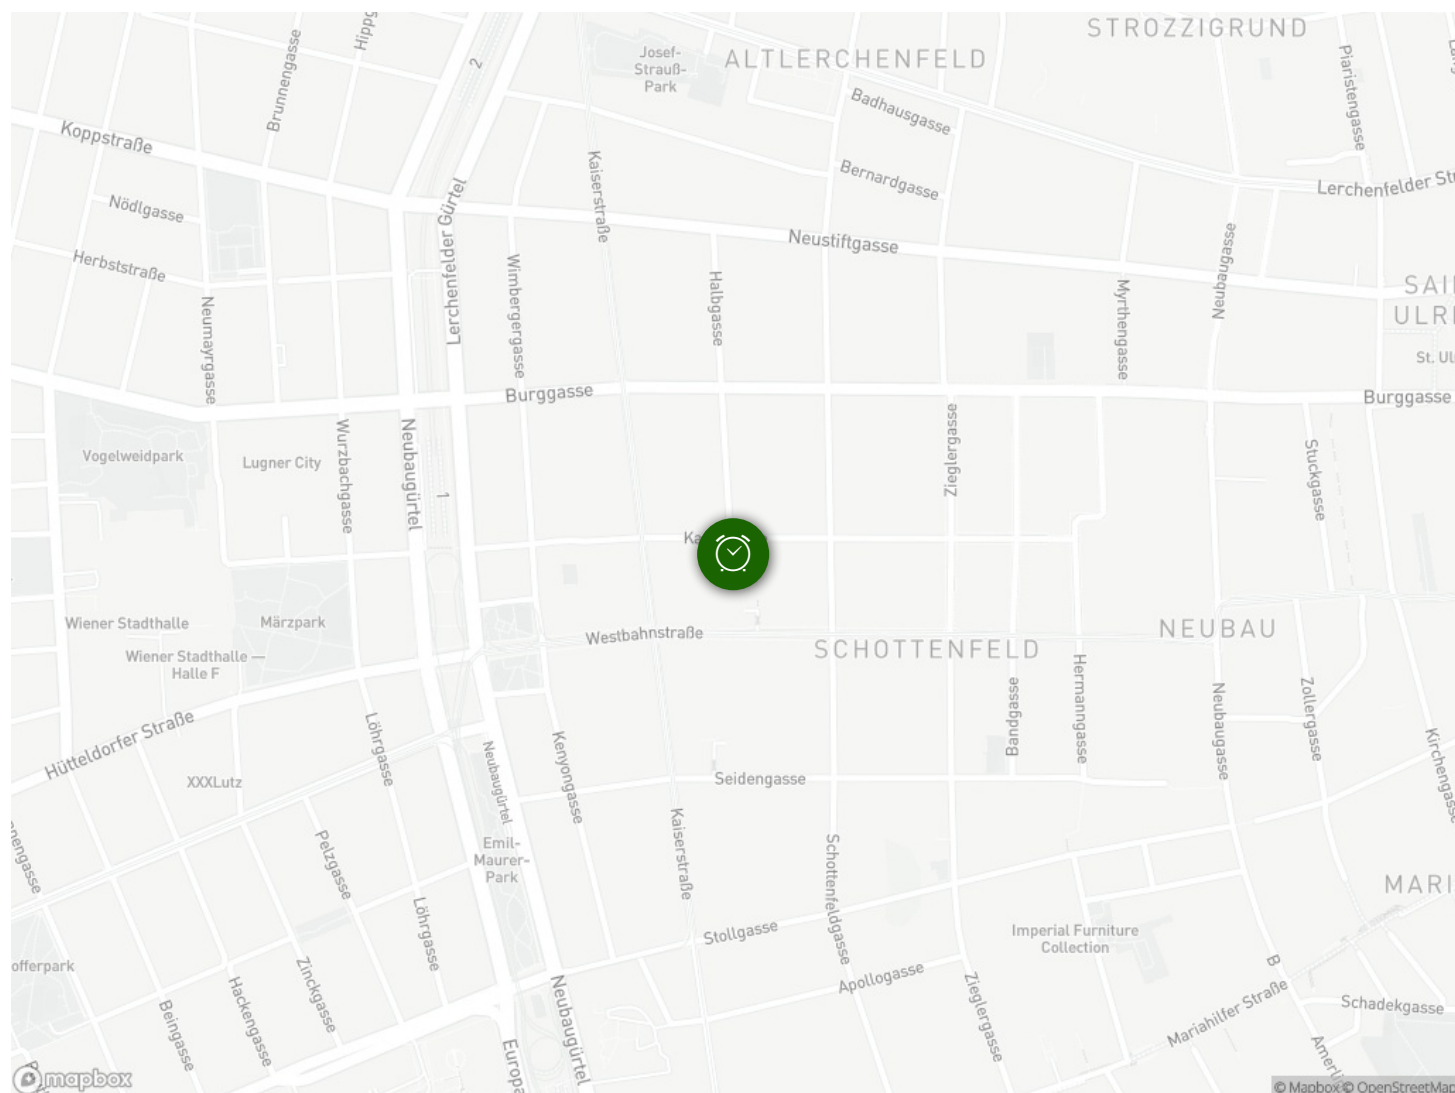 STROZZIGRUND
Josef-
Strauß-
Park
ALTLERCHENFELD
Piaristengasse
Brunnengasse
2
Badhausgasse
Koppstraße
Kaiserstraße
Bernardgasse
Lerchenfelder
Nödlgasse
Lerchenfelder Gürtel
Neustiftgasse
Neubaugasse
Herbststraße
Wimbergergasse
Halbgasse
Myrthengasse
Neumayrgasse
St.
Burggasse
Burggasse
Vogelweidpark
Lugner City
Wurzbachgasse
Neubaugürtel
1
Zieglergasse
Stuckgasse
Wiener Stadthalle
Märzpark
Westbahnstraße
SCHOTTENFELD
NEUBAU
Wiener Stadthalle —
Halle F
Hütteldorfer Straße
Löhrgasse
Neubaugürtel
Kenyongasse
Bandgasse
Hermanngasse
Neubaugasse
Zollergasse
Kirchengasse
XXXLutz
Seidengasse
Pelzgasse
Emil-
Maurer-
Park
Kaiserstraße
Schottenfeldgasse
Löhrgasse
Stollgasse
Imperial Furniture
Collection
B
Hackengasse
Zinckgasse
Beingasse
Neubaugürtel
Apollogasse
Zieglergasse
Mariahilfer Straße
Schadekgasse
mapbox
© Mapbox © OpenStreetMap